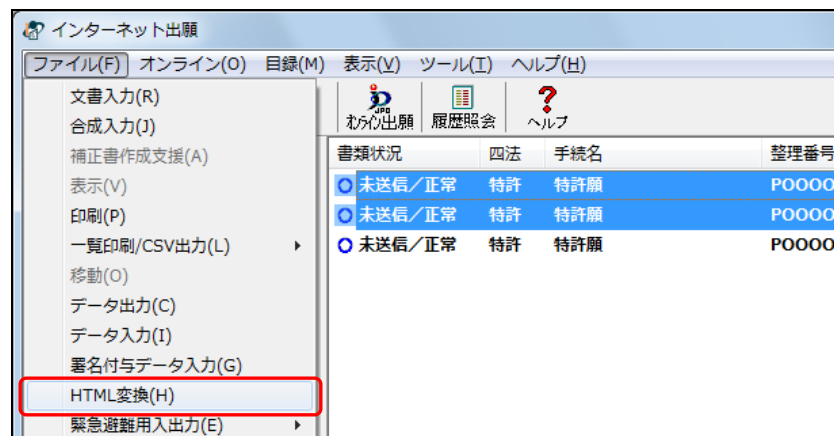 インターネット出願
ファイル(F) オンライン(O) 目録(M) 表示(V) ツール(T) ヘルプ(H)
文書入力(R)
合成入力(J)
補正書作成支援(A)
表示(V)
印刷(P)
一覧印刷/CSV出力(L)
移動(O)
データ出力(C)
データ入力(I)
署名付与データ入力(G)
HTML変換(H)
緊急避難用入出力(E)
JPO
オンライン出願 履歴照会 ヘルプ
書類状況 四法 手続名 整理番号
未送信／正常 特許 特許願 POOOO
未送信／正常 特許 特許願 POOOO
未送信／正常 特許 特許願 POOOO